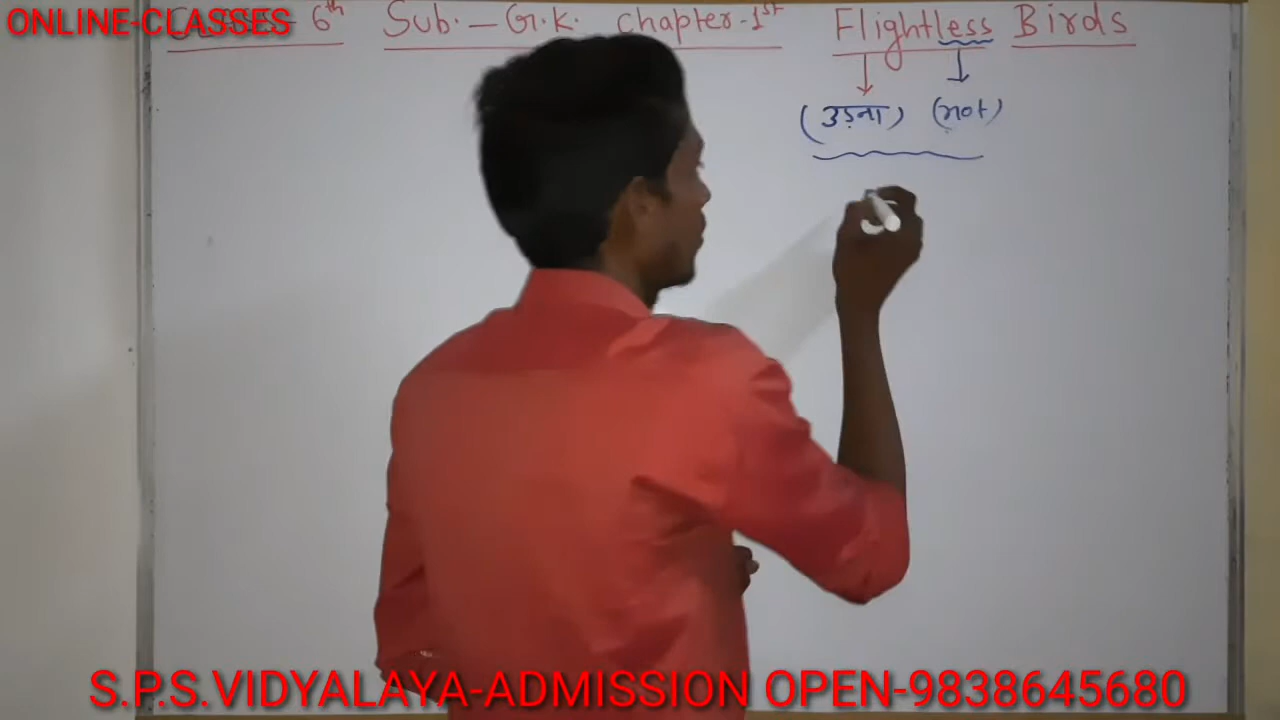 ONLINE-CLASSES
6th Sub.- G.K. chapter-1st Flightless Birds
(उड़ना) (not)
S.P.S.VIDYALAYA-ADMISSION OPEN-9838645680